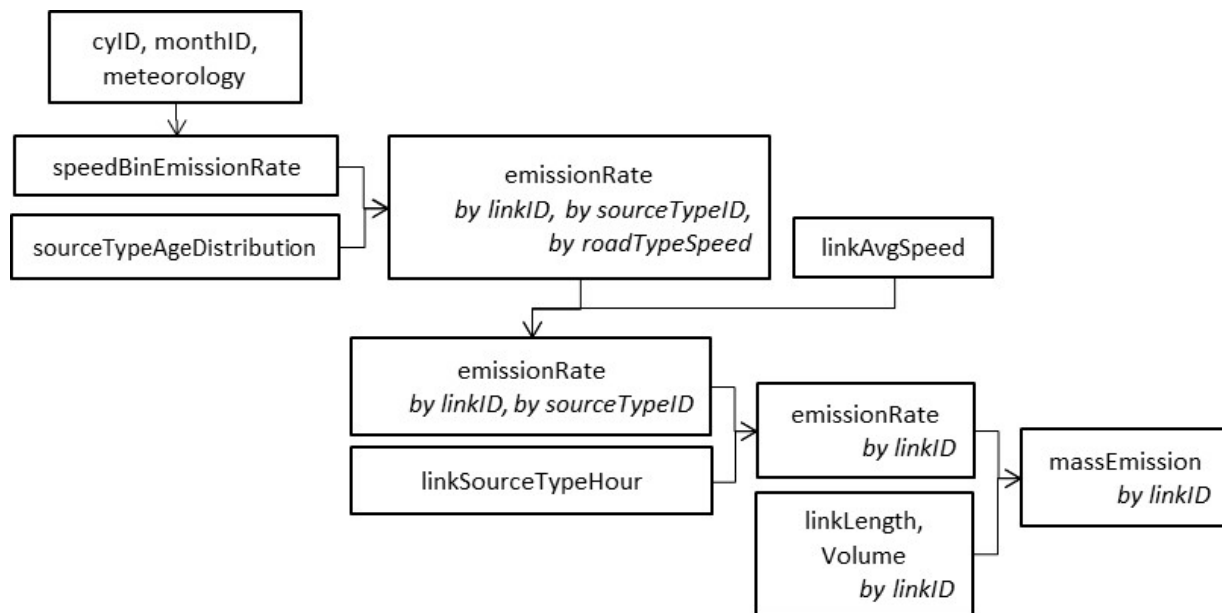 cyID, monthID,
meteorology
speedBinEmissionRate
sourceTypeAgeDistribution
emissionRate
by linkID, by sourceTypeID,
by roadTypeSpeed
linkAvgSpeed
emissionRate
by linkID, by sourceTypeID
linkSourceTypeHour
emissionRate
by linkID
linkLength,
Volume
by linkID
massEmission
by linkID